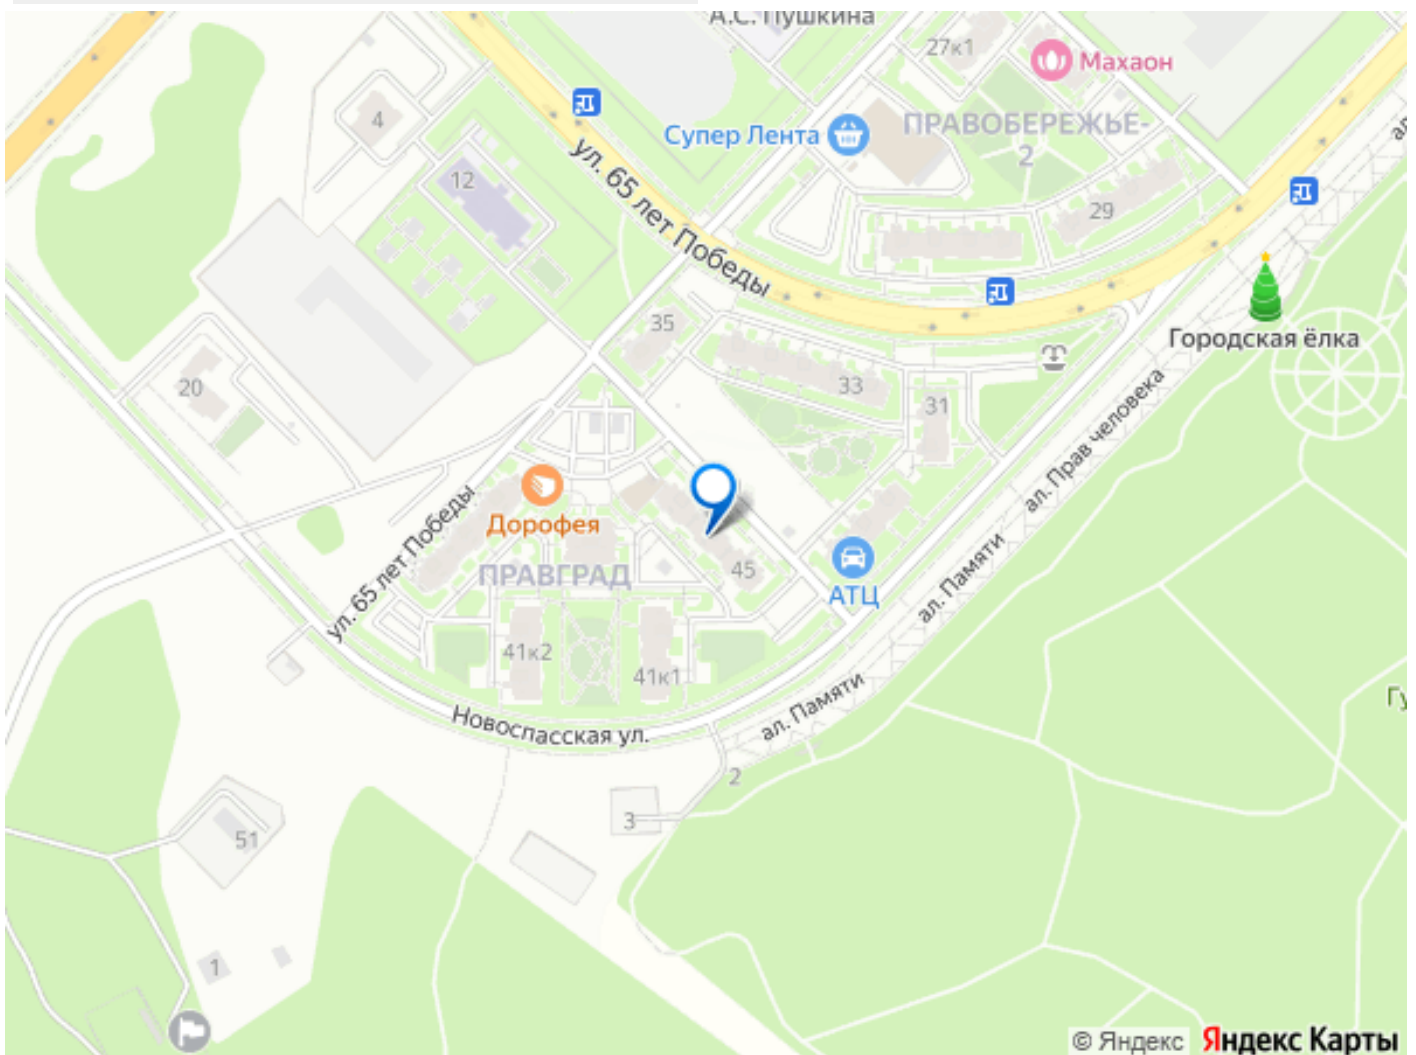 А.С. Пушкина
27к1
Махаон
4
Супер Лента
ПРАВОБЕРЕЖЬЕ-
2
ул. 65 лет Победы
12
29
35
Городская ёлка
20
33
31
ал. Прав человека
Дорофея
ул. 65 лет Победы
ПРАВГРАД
45
АТЦ
ал. Памяти
41к2
41к1
ал. Памяти
Новоспасская ул.
2
3
51
1
© Яндекс
Яндекс Карты